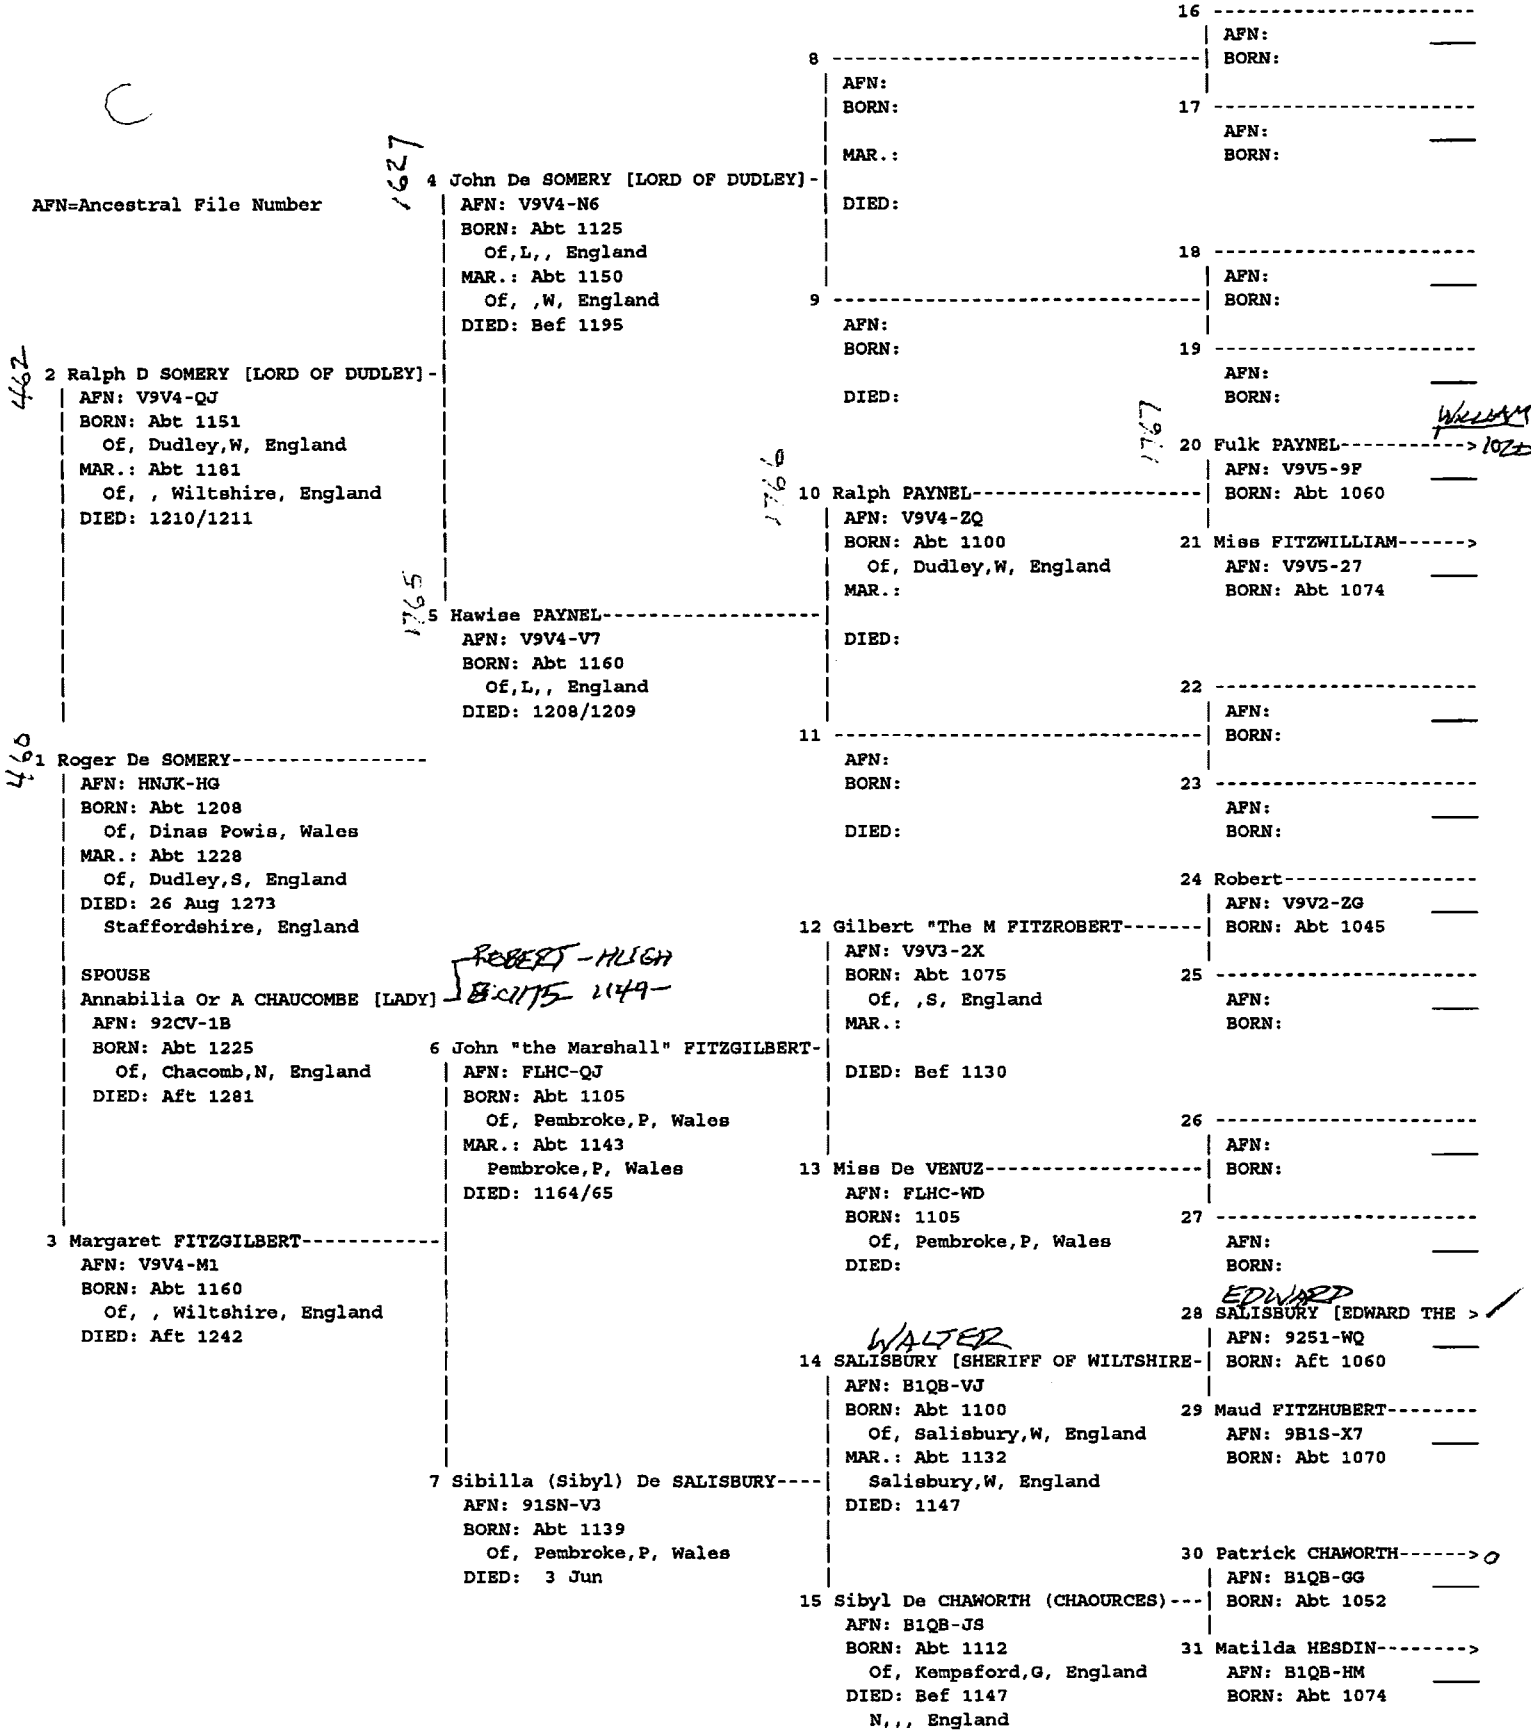 C
AFN=Ancestral File Number
460
1 Roger De SOMERY----------------
AFN: HNJK-HG
BORN: Abt 1208
Of, Dinas Powis, Wales
MAR.: Abt 1228
Of, Dudley,S, England
DIED: 26 Aug 1273
Staffordshire, England
SPOUSE
Annabilia Or A CHAUCOMBE [LADY]
AFN: 92CV-1B
BORN: Abt 1225
Of, Chacomb,N, England
DIED: Aft 1281
ROBERT - HUGH
1149-
462
2 Ralph D SOMERY [LORD OF DUDLEY]-
AFN: V9V4-QJ
BORN: Abt 1151
Of, Dudley,W, England
MAR.: Abt 1181
Of, , Wiltshire, England
DIED: 1210/1211
3 Margaret FITZGILBERT-----------
AFN: V9V4-M1
BORN: Abt 1160
Of, , Wiltshire, England
DIED: Aft 1242
1627
4 John De SOMERY [LORD OF DUDLEY]-
AFN: V9V4-N6
BORN: Abt 1125
Of,L,, England
MAR.: Abt 1150
Of, ,W, England
DIED: Bef 1195
1765
5 Hawise PAYNEL------------------
AFN: V9V4-V7
BORN: Abt 1160
Of,L,, England
DIED: 1208/1209
6 John "the Marshall" FITZGILBERT-
AFN: FLHC-QJ
BORN: Abt 1105
Of, Pembroke,P, Wales
MAR.: Abt 1143
Pembroke,P, Wales
DIED: 1164/65
7 Sibilla (Sibyl) De SALISBURY----
AFN: 91SN-V3
BORN: Abt 1139
Of, Pembroke,P, Wales
DIED: 3 Jun
8 -------------------------------
AFN:
BORN:
MAR.:
DIED:
9 -------------------------------
AFN:
BORN:
DIED:
1766
10 Ralph PAYNEL-------------------
AFN: V9V4-ZQ
BORN: Abt 1100
Of, Dudley,W, England
MAR.:
DIED:
11 -------------------------------
AFN:
BORN:
DIED:
12 Gilbert "The M FITZROBERT-------
AFN: V9V3-2X
BORN: Abt 1075
Of, ,S, England
MAR.:
DIED: Bef 1130
13 Miss De VENUZ------------------
AFN: FLHC-WD
BORN: 1105
Of, Pembroke,P, Wales
DIED:
WALTER
14 SALISBURY [SHERIFF OF WILTSHIRE-
AFN: B1QB-VJ
BORN: Abt 1100
Of, Salisbury,W, England
MAR.: Abt 1132
Salisbury,W, England
DIED: 1147
15 Sibyl De CHAWORTH (CHAOURCES)---
AFN: B1QB-JS
BORN: Abt 1112
Of, Kempsford,G, England
DIED: Bef 1147
N,,, England
16 ----------------------
AFN:
BORN:
17 ----------------------
AFN:
BORN:
18 ----------------------
AFN:
BORN:
19 ----------------------
AFN:
BORN:
1767
WILLIAM
20 Fulk PAYNEL----------->
AFN: V9V5-9F
BORN: Abt 1060
21 Miss FITZWILLIAM------>
AFN: V9V5-27
BORN: Abt 1074
22 ----------------------
AFN:
BORN:
23 ----------------------
AFN:
BORN:
24 Robert----------------
AFN: V9V2-ZG
BORN: Abt 1045
25 ----------------------
AFN:
BORN:
26 ----------------------
AFN:
BORN:
27 ----------------------
AFN:
BORN:
EDWARD
28 SALISBURY [EDWARD THE >
AFN: 9251-WQ
BORN: Aft 1060
29 Maud FITZHUBERT--------
AFN: 9B1S-X7
BORN: Abt 1070
30 Patrick CHAWORTH------>
AFN: B1QB-GG
BORN: Abt 1052
31 Matilda HESDIN-------->
AFN: B1QB-HM
BORN: Abt 1074